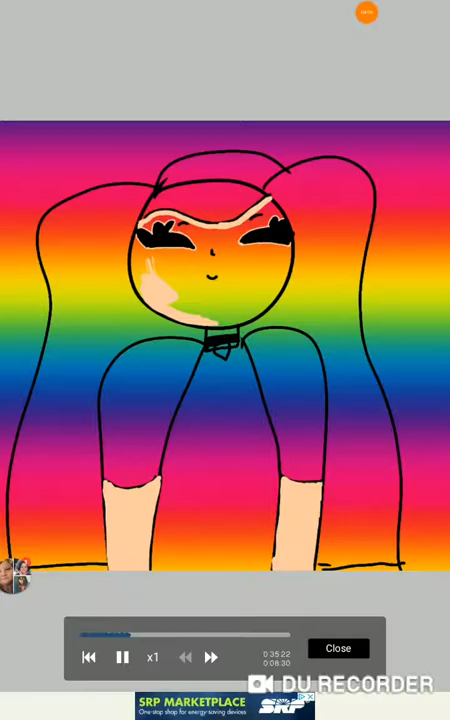 x1
0:35:22
0:08:30
Close
DU RECORDER
SRP MARKETPLACE
One-stop shop for energy-saving devices
SRP